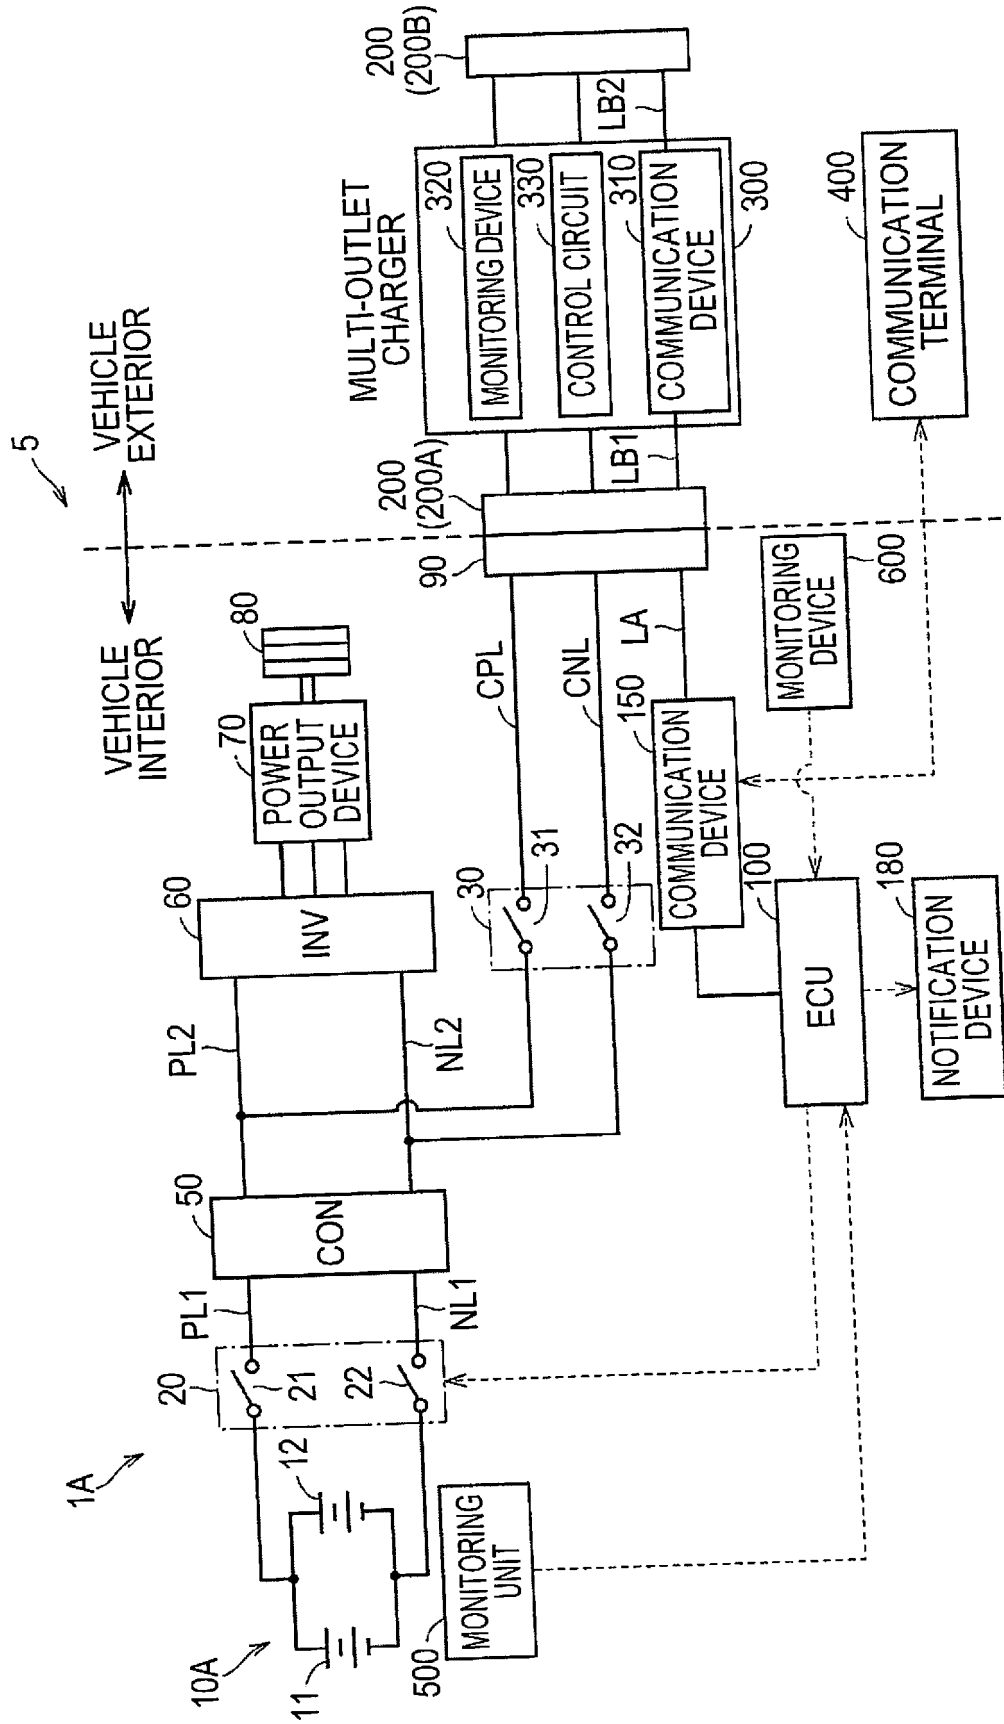 5
VEHICLE
INTERIOR
VEHICLE
EXTERIOR
1A
10A
11
12
20
21
22
PL1
NL1
50
CON
PL2
NL2
60
INV
70
POWER
OUTPUT
DEVICE
80
30
31
32
CPL
CNL
LA
90
200
(200A)
LB1
MULTI-OUTLET
CHARGER
320
MONITORING DEVICE
330
CONTROL CIRCUIT
310
COMMUNICATION
DEVICE
300
LB2
200
(200B)
500
MONITORING
UNIT
150
COMMUNICATION
DEVICE
100
ECU
180
NOTIFICATION
DEVICE
MONITORING
DEVICE
600
400
COMMUNICATION
TERMINAL